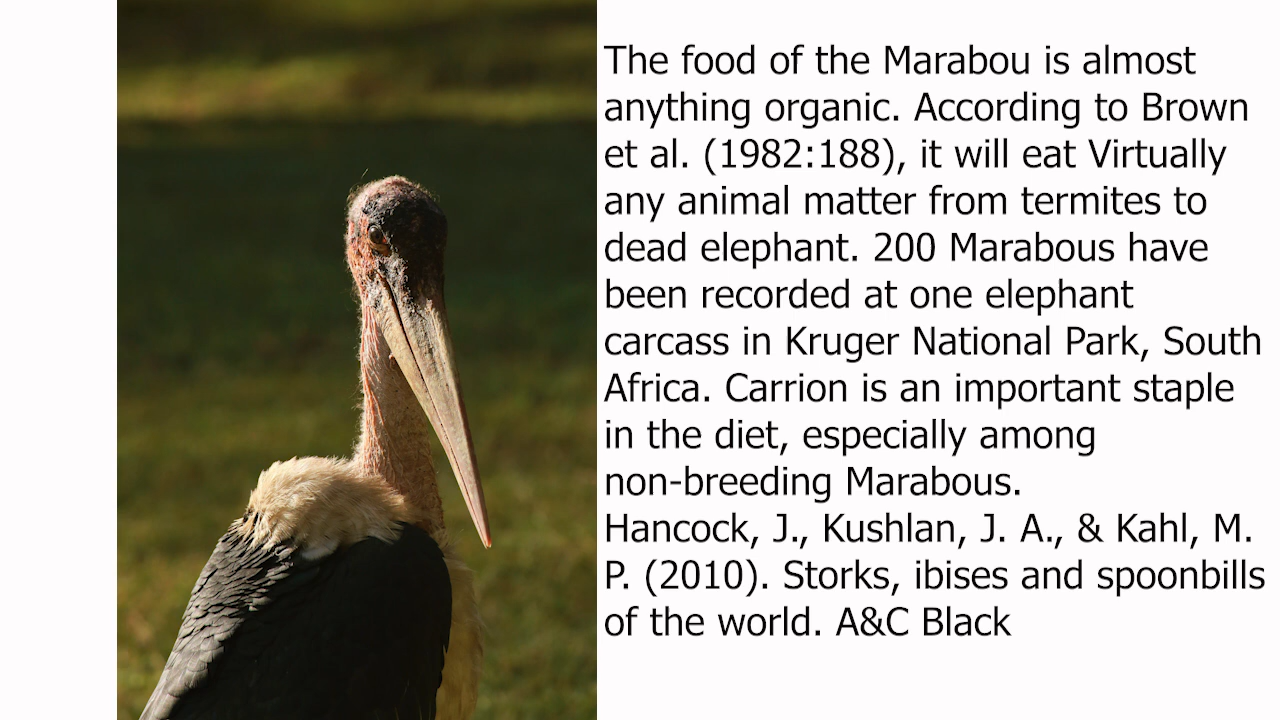 The food of the Marabou is almost
anything organic. According to Brown
et al. (1982:188), it will eat Virtually
any animal matter from termites to
dead elephant. 200 Marabous have
been recorded at one elephant
carcass in Kruger National Park, South
Africa. Carrion is an important staple
in the diet, especially among
non-breeding Marabous.
Hancock, J., Kushlan, J. A., & Kahl, M.
P. (2010). Storks, ibises and spoonbills
of the world. A&C Black